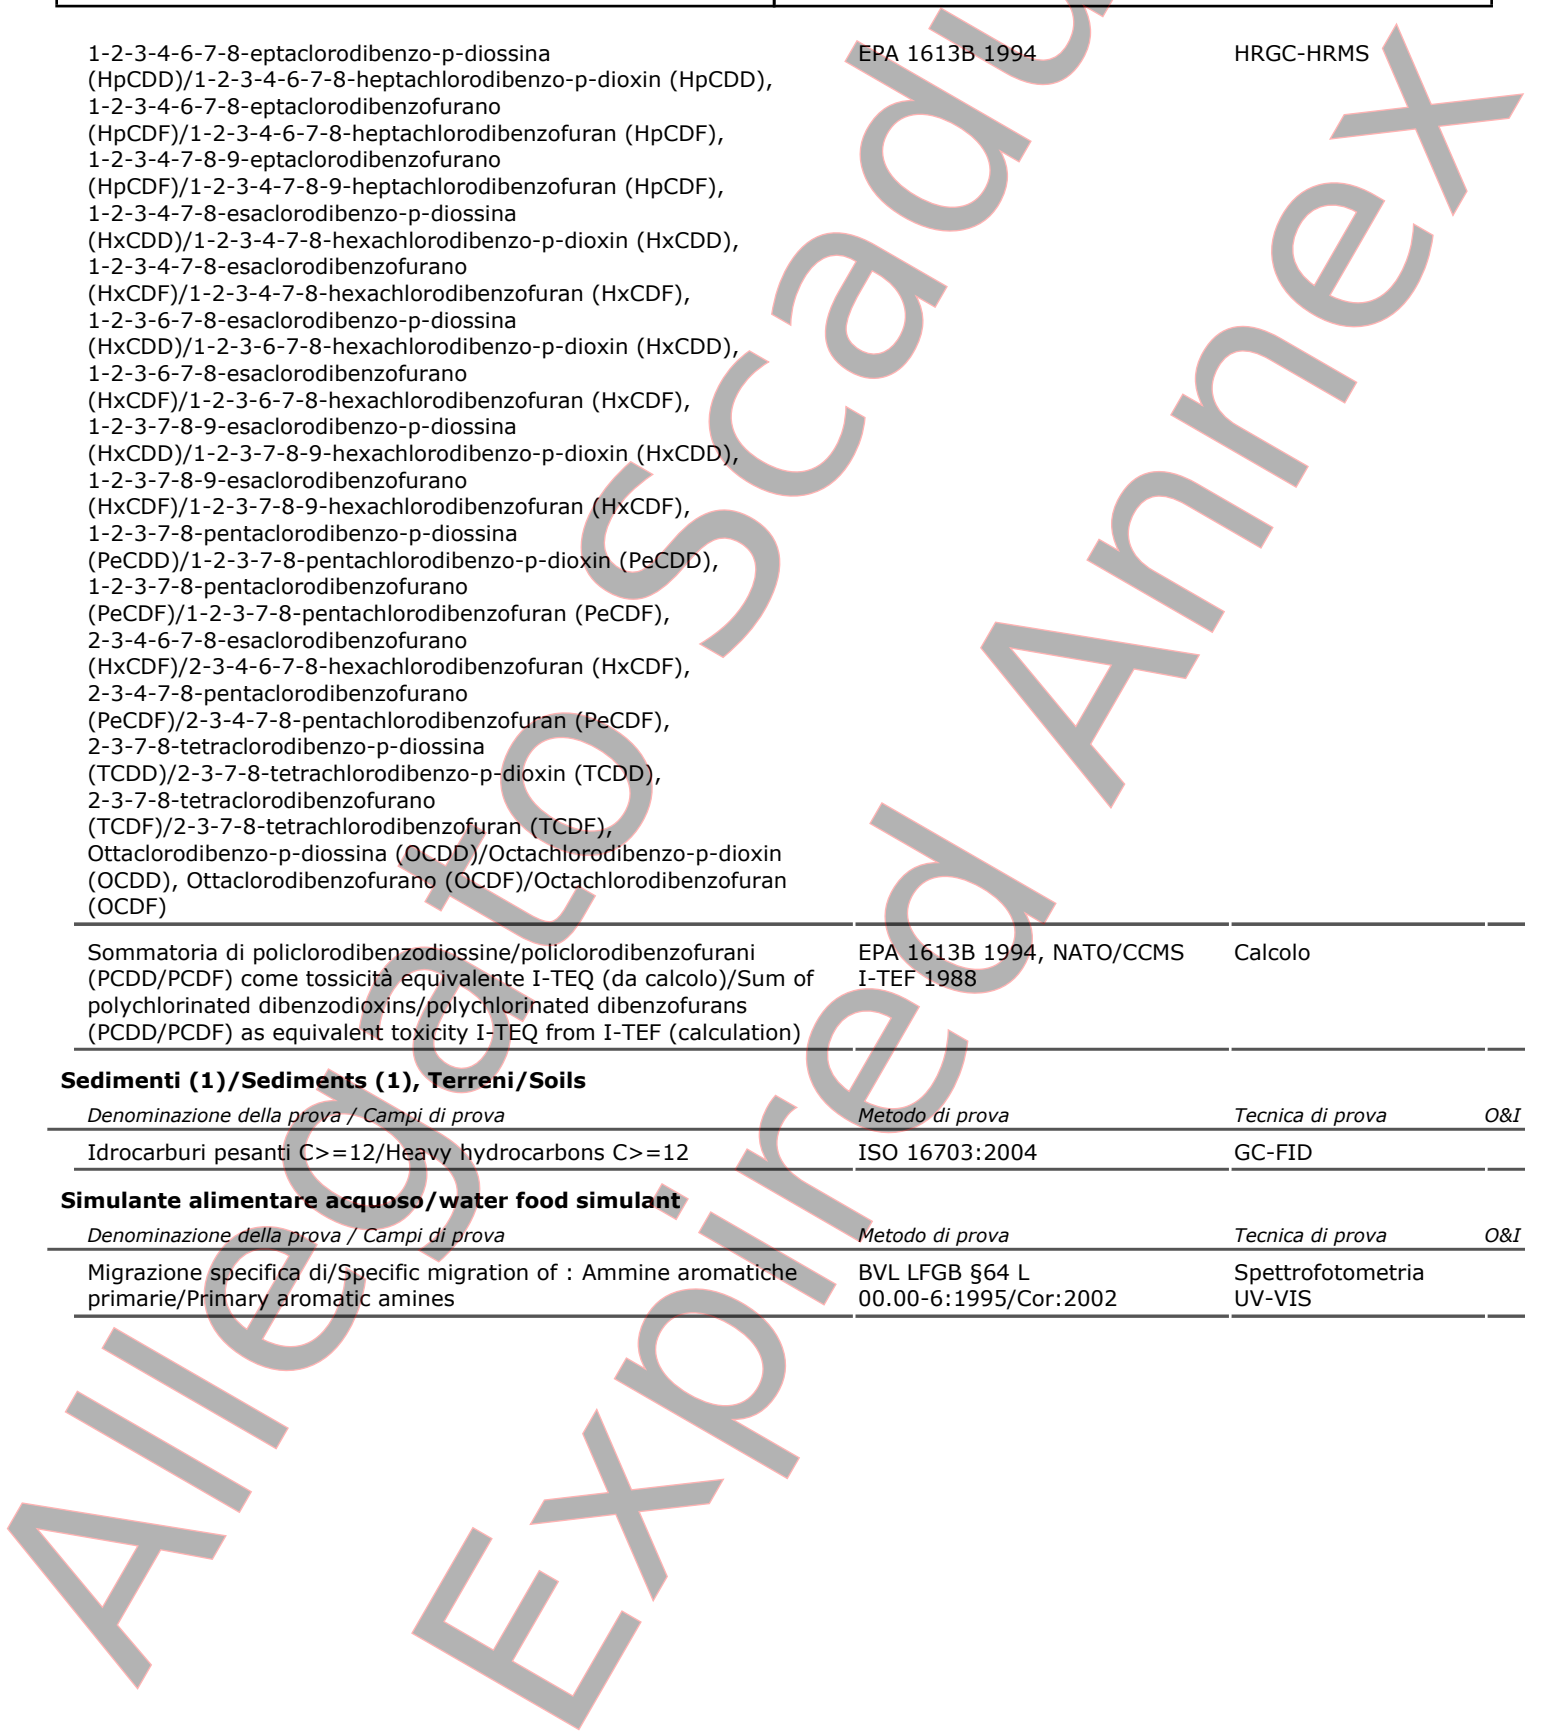 1-2-3-4-6-7-8-eptaclorodibenzo-p-diossina EPA 1613B 1994 HRGC-HRMS
(HpCDD)/1-2-3-4-6-7-8-heptachlorodibenzo-p-dioxin (HpCDD),
1-2-3-4-6-7-8-eptaclorodibenzofurano
(HpCDF)/1-2-3-4-6-7-8-heptachlorodibenzofuran (HpCDF),
1-2-3-4-7-8-9-eptaclorodibenzofurano
(HpCDF)/1-2-3-4-7-8-9-heptachlorodibenzofuran (HpCDF),
1-2-3-4-7-8-esaclorodibenzo-p-diossina
(HxCDD)/1-2-3-4-7-8-hexachlorodibenzo-p-dioxin (HxCDD),
1-2-3-4-7-8-esaclorodibenzofurano
(HxCDF)/1-2-3-4-7-8-hexachlorodibenzofuran (HxCDF),
1-2-3-6-7-8-esaclorodibenzo-p-diossina
(HxCDD)/1-2-3-6-7-8-hexachlorodibenzo-p-dioxin (HxCDD),
1-2-3-6-7-8-esaclorodibenzofurano
(HxCDF)/1-2-3-6-7-8-hexachlorodibenzofuran (HxCDF),
1-2-3-7-8-9-esaclorodibenzo-p-diossina
(HxCDD)/1-2-3-7-8-9-hexachlorodibenzo-p-dioxin (HxCDD),
1-2-3-7-8-9-esaclorodibenzofurano
(HxCDF)/1-2-3-7-8-9-hexachlorodibenzofuran (HxCDF),
1-2-3-7-8-pentaclorodibenzo-p-diossina
(PeCDD)/1-2-3-7-8-pentachlorodibenzo-p-dioxin (PeCDD),
1-2-3-7-8-pentaclorodibenzofurano
(PeCDF)/1-2-3-7-8-pentachlorodibenzofuran (PeCDF),
2-3-4-6-7-8-esaclorodibenzofurano
(HxCDF)/2-3-4-6-7-8-hexachlorodibenzofuran (HxCDF),
2-3-4-7-8-pentaclorodibenzofurano
(PeCDF)/2-3-4-7-8-pentachlorodibenzofuran (PeCDF),
2-3-7-8-tetraclorodibenzo-p-diossina
(TCDD)/2-3-7-8-tetrachlorodibenzo-p-dioxin (TCDD),
2-3-7-8-tetraclorodibenzofurano
(TCDF)/2-3-7-8-tetrachlorodibenzofuran (TCDF),
Ottaclorodibenzo-p-diossina (OCDD)/Octachlorodibenzo-p-dioxin
(OCDD), Ottaclorodibenzofurano (OCDF)/Octachlorodibenzofuran
(OCDF)
Sommatoria di policlorodibenzodiossine/policlorodibenzofurani EPA 1613B 1994, NATO/CCMS Calcolo
(PCDD/PCDF) come tossicità equivalente I-TEQ (da calcolo)/Sum of I-TEF 1988
polychlorinated dibenzodioxins/polychlorinated dibenzofurans
(PCDD/PCDF) as equivalent toxicity I-TEQ from I-TEF (calculation)
Sedimenti (1)/Sediments (1), Terreni/Soils
Denominazione della prova / Campi di prova Metodo di prova Tecnica di prova O&I
Idrocarburi pesanti C>=12/Heavy hydrocarbons C>=12 ISO 16703:2004 GC-FID
Simulante alimentare acquoso/water food simulant
Denominazione della prova / Campi di prova Metodo di prova Tecnica di prova O&I
Migrazione specifica di/Specific migration of : Ammine aromatiche BVL LFGB §64 L Spettrofotometria
primarie/Primary aromatic amines 00.00-6:1995/Cor:2002 UV-VIS
Allegato Scadu
Expired Annex